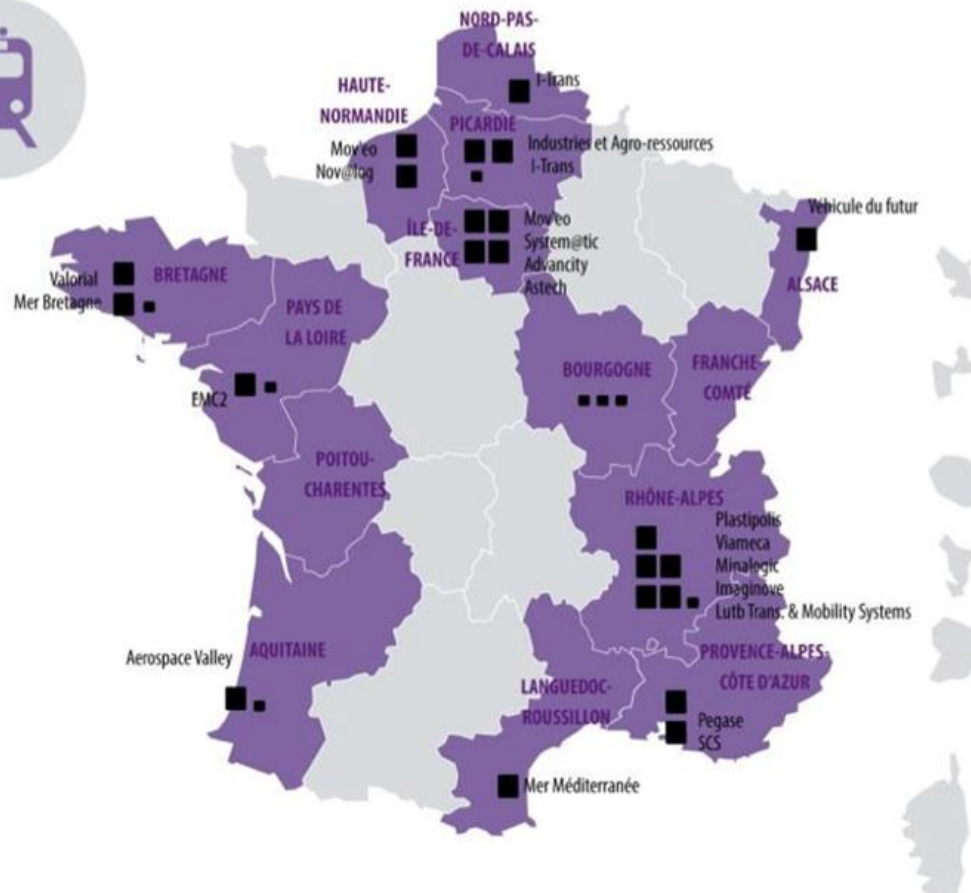 NORD-PAS-
DE-CALAIS
I-Trans
HAUTE-
NORMANDIE
Mov'eo
Nov@log
PICARDIE
Industries et Agro-ressources
I-Trans
ÎLE-DE-
FRANCE
Mov'eo
System@tic
Advancity
Astech
Véhicule du futur
ALSACE
Valorial
Mer Bretagne
BRETAGNE
PAYS DE
LA LOIRE
EMC2
BOURGOGNE
FRANCHE-
COMTÉ
POITOU-
CHARENTES
RHÔNE-ALPES
Plastipolis
Viameca
Minalogic
Imaginove
Lutb Trans. & Mobility Systems
Aerospace Valley
AQUITAINE
LANGUEDOC-
ROUSSILLON
PROVENCE-ALPES-
CÔTE D'AZUR
Pegase
SCS
Mer Méditerranée